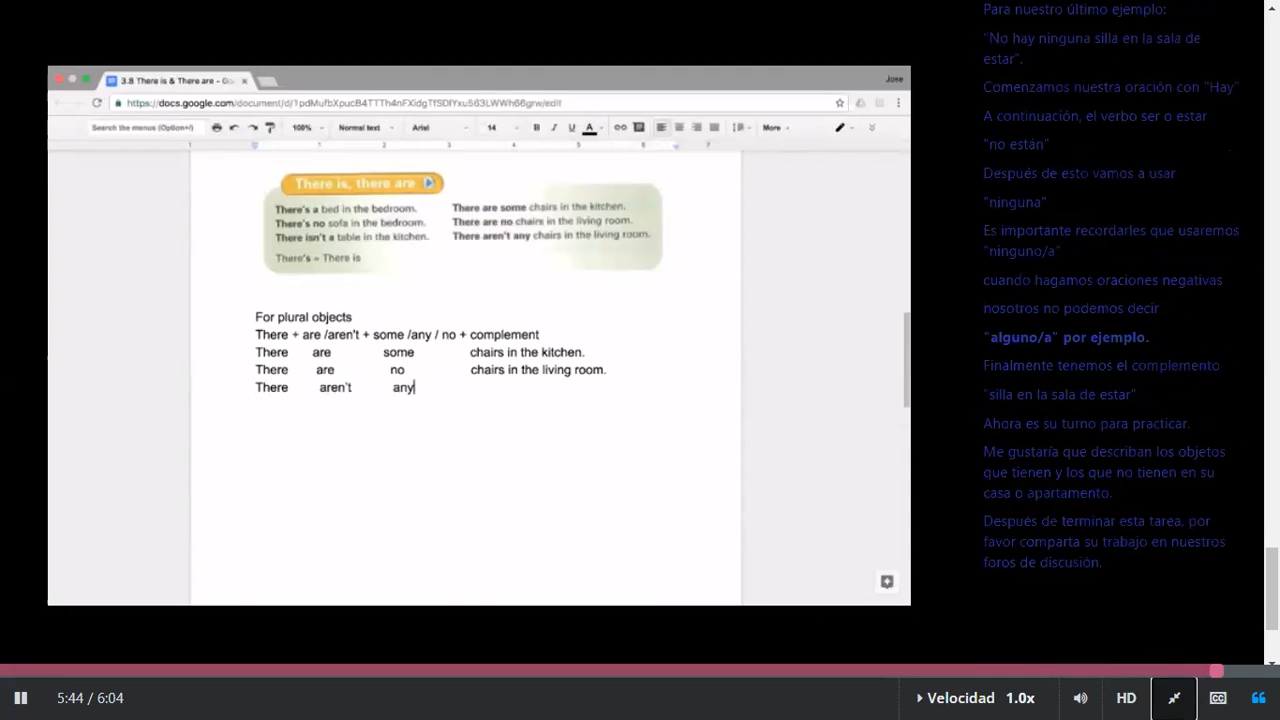 3.8 There is & There are - Go
Jose
https://docs.google.com/document/d/
Search the menus (Option+/)
100%
Normal text
Arial
14
B
I
U
A
More
1
1
2
3
4
5
6
7
There is, there are
There's a bed in the bedroom.
There's no sofa in the bedroom.
There isn't a table in the kitchen.
There's = There is
There are some chairs in the kitchen.
There are no chairs in the living room.
There aren't any chairs in the living room.
For plural objects
There + are /aren't + some /any / no + complement
There are some chairs in the kitchen.
There are no chairs in the living room.
There aren't any
Para nuestro último ejemplo:
"No hay ninguna silla en la sala de
estar".
Comenzamos nuestra oración con "Hay"
A continuación, el verbo ser o estar
"no están"
Después de esto vamos a usar
"ninguna"
Es importante recordarles que usaremos
"ninguno/a"
cuando hagamos oraciones negativas
nosotros no podemos decir
"alguno/a" por ejemplo.
Finalmente tenemos el complemento
"silla en la sala de estar"
Ahora es su turno para practicar.
Me gustaría que describan los objetos
que tienen y los que no tienen en su
casa o apartamento.
Después de terminar esta tarea, por
favor comparta su trabajo en nuestros
foros de discusión.
5:44 / 6:04
Velocidad 1.0x
HD
CC